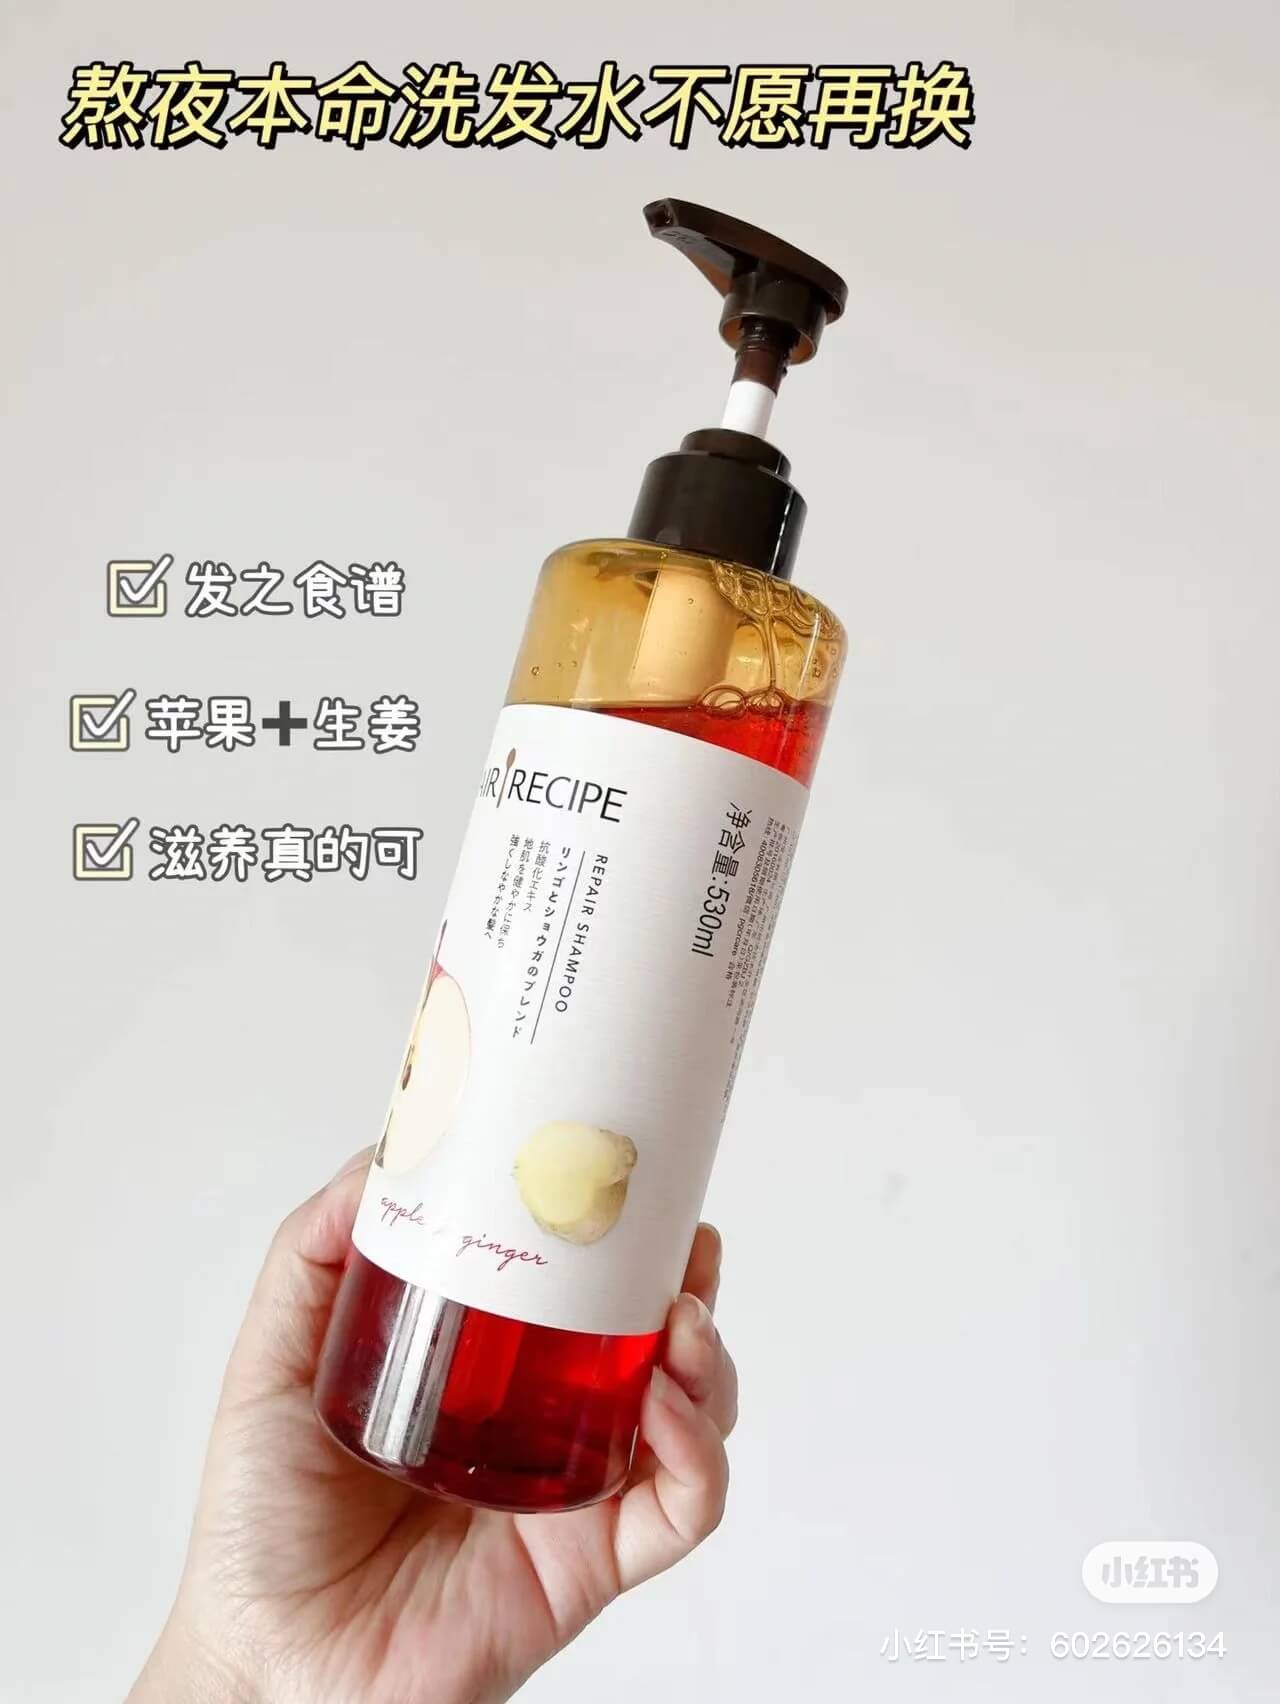 熬夜本命洗发水不愿再换
发之食谱
苹果➕生姜
滋养真的可
AIR RECIPE
REPAIR SHAMPOO
リンゴとショウガのブレンド
抗酸化エキス
地肌を健やかに保ち
強くしなやかな髪へ
净含量:530ml
apple
ginger
小红书
小红书号：602626134